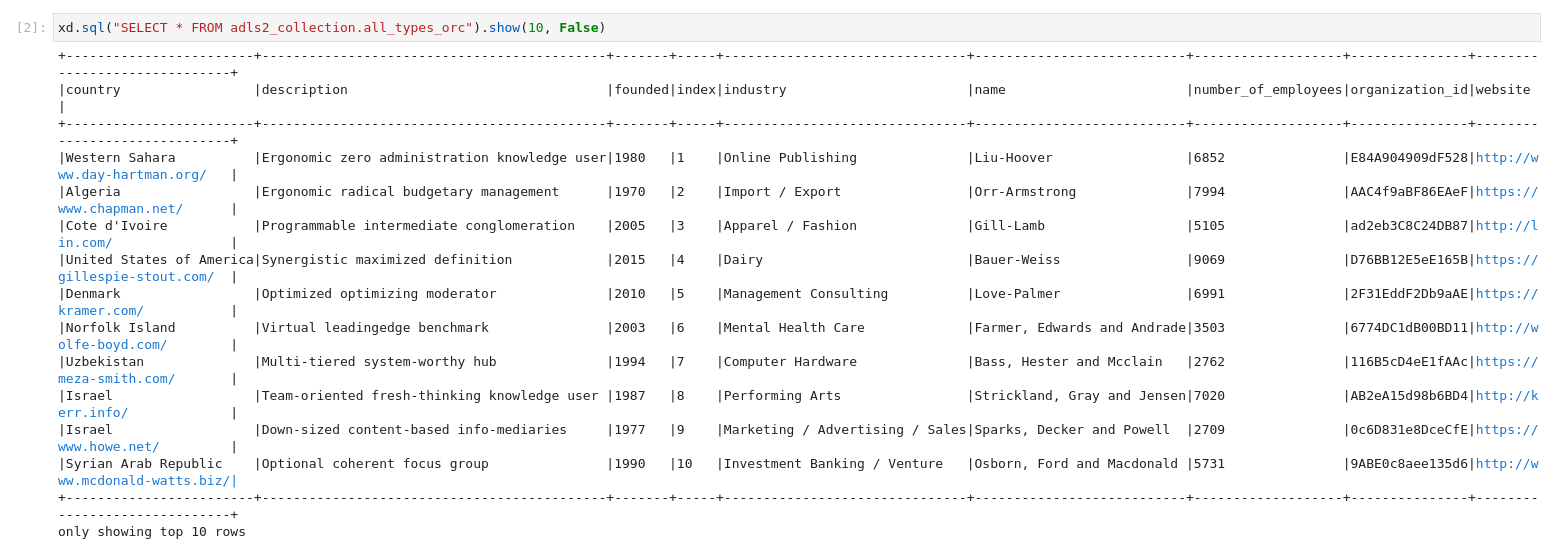 [2]: xd.sql("SELECT * FROM adls2_collection.all_types_orc").show(10, False)
+------------------------+--------------------------------------------+-------+-----+-------------------------------+---------------------------+-------------------+---------------+--------
----------------------+
|country                 |description                                 |founded|index|industry                       |name                       |number_of_employees|organization_id|website
|
+------------------------+--------------------------------------------+-------+-----+-------------------------------+---------------------------+-------------------+---------------+--------
----------------------+
|Western Sahara          |Ergonomic zero administration knowledge user|1980   |1    |Online Publishing              |Liu-Hoover                 |6852               |E84A904909dF528|http://w
ww.day-hartman.org/   |
|Algeria                 |Ergonomic radical budgetary management      |1970   |2    |Import / Export                |Orr-Armstrong              |7994               |AAC4f9aBF86EAeF|https://
www.chapman.net/      |
|Cote d'Ivoire           |Programmable intermediate conglomeration    |2005   |3    |Apparel / Fashion              |Gill-Lamb                  |5105               |ad2eb3C8C24DB87|http://l
in.com/               |
|United States of America|Synergistic maximized definition            |2015   |4    |Dairy                          |Bauer-Weiss                |9069               |D76BB12E5eE165B|https://
gillespie-stout.com/  |
|Denmark                 |Optimized optimizing moderator              |2010   |5    |Management Consulting          |Love-Palmer                |6991               |2F31EddF2Db9aAE|https://
kramer.com/           |
|Norfolk Island          |Virtual leadingedge benchmark               |2003   |6    |Mental Health Care             |Farmer, Edwards and Andrade|3503               |6774DC1dB00BD11|http://w
olfe-boyd.com/        |
|Uzbekistan              |Multi-tiered system-worthy hub              |1994   |7    |Computer Hardware              |Bass, Hester and Mcclain   |2762               |116B5cD4eE1fAAc|https://
meza-smith.com/       |
|Israel                  |Team-oriented fresh-thinking knowledge user |1987   |8    |Performing Arts                |Strickland, Gray and Jensen|7020               |AB2eA15d98b6BD4|http://k
err.info/             |
|Israel                  |Down-sized content-based info-mediaries     |1977   |9    |Marketing / Advertising / Sales|Sparks, Decker and Powell  |2709               |0c6D831e8DceCfE|https://
www.howe.net/         |
|Syrian Arab Republic    |Optional coherent focus group               |1990   |10   |Investment Banking / Venture   |Osborn, Ford and Macdonald |5731               |9ABE0c8aee135d6|http://w
ww.mcdonald-watts.biz/|
+------------------------+--------------------------------------------+-------+-----+-------------------------------+---------------------------+-------------------+---------------+--------
----------------------+
only showing top 10 rows